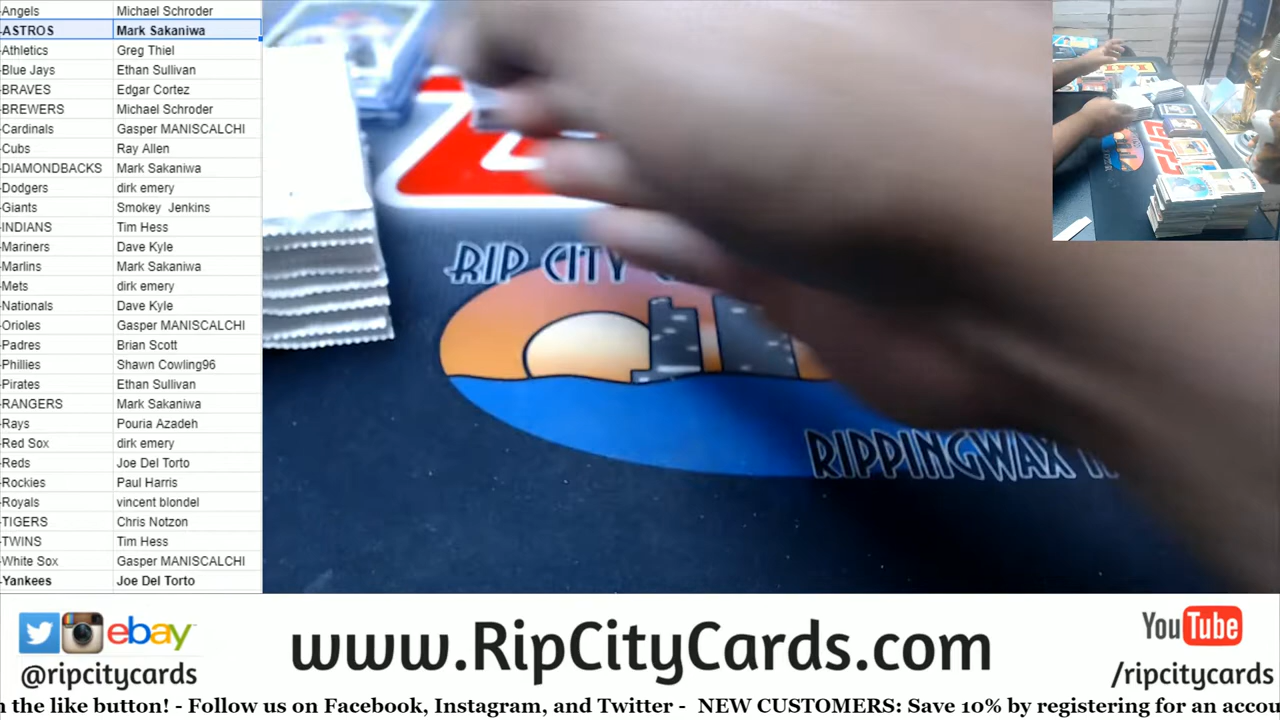 -Angels Michael Schroder
-ASTROS Mark Sakaniwa
-Athletics Greg Thiel
-Blue Jays Ethan Sullivan
-BRAVES Edgar Cortez
-BREWERS Michael Schroder
-Cardinals Gasper MANISCALCHI
-Cubs Ray Allen
-DIAMONDBACKS Mark Sakaniwa
-Dodgers dirk emery
-Giants Smokey Jenkins
-INDIANS Tim Hess
-Mariners Dave Kyle
-Marlins Mark Sakaniwa
-Mets dirk emery
-Nationals Dave Kyle
-Orioles Gasper MANISCALCHI
-Padres Brian Scott
-Phillies Shawn Cowling96
-Pirates Ethan Sullivan
-RANGERS Mark Sakaniwa
-Rays Pouria Azadeh
-Red Sox dirk emery
-Reds Joe Del Torto
-Rockies Paul Harris
-Royals vincent blondel
-TIGERS Chris Notzon
-TWINS Tim Hess
-White Sox Gasper MANISCALCHI
-Yankees Joe Del Torto
RIP CITY
RIPPINGWAX
ebay
@ripcitycards
www.RipCityCards.com
YouTube
/ripcitycards
the like button! - Follow us on Facebook, Instagram, and Twitter - NEW CUSTOMERS: Save 10% by registering for an